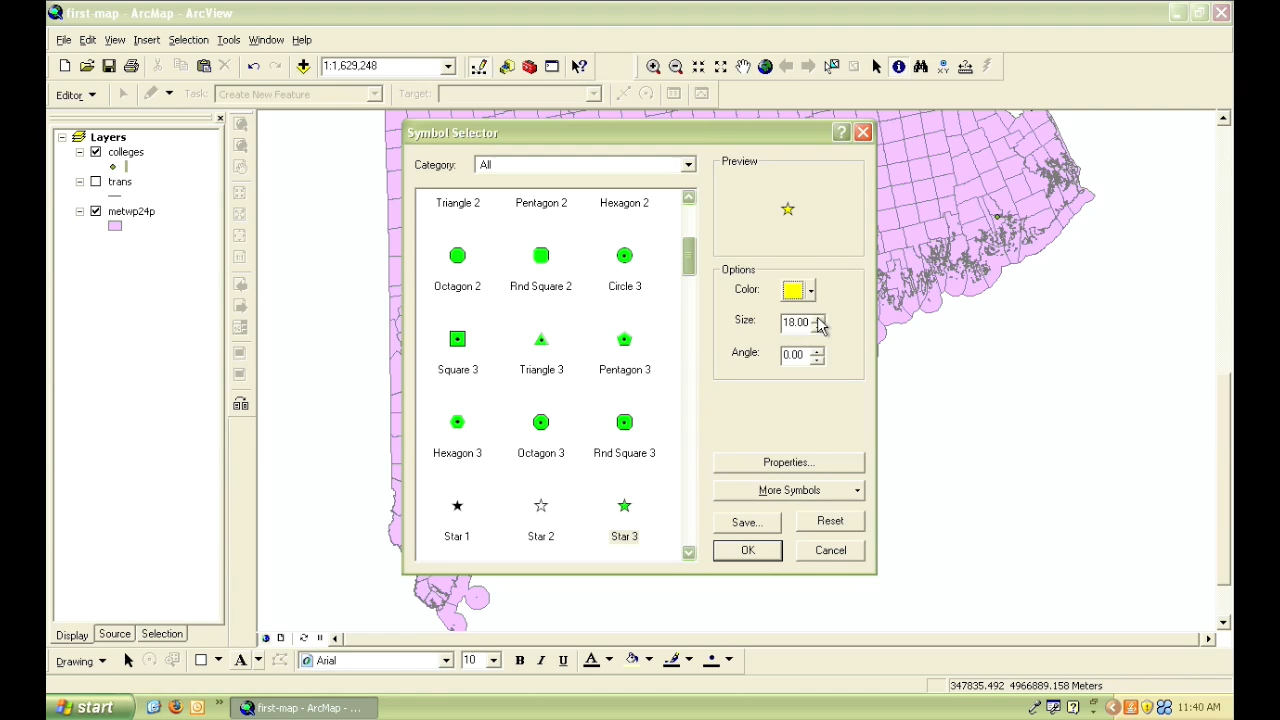 first-map - ArcMap - ArcView
File Edit View Insert Selection Tools Window Help
1:1,629,248
Editor Task: Create New Feature Target:
Layers
colleges
trans
metwp24p
Symbol Selector
Category: All
Triangle 2 Pentagon 2 Hexagon 2
Octagon 2 Rnd Square 2 Circle 3
Square 3 Triangle 3 Pentagon 3
Hexagon 3 Octagon 3 Rnd Square 3
Star 1 Star 2 Star 3
Preview
Options
Color:
Size: 18.00
Angle: 0.00
Properties...
More Symbols
Save... Reset
OK Cancel
Display Source Selection
Drawing A Arial 10 B I U A
347835.492 4966889.158 Meters
start first-map - ArcMap - ... 11:40 AM